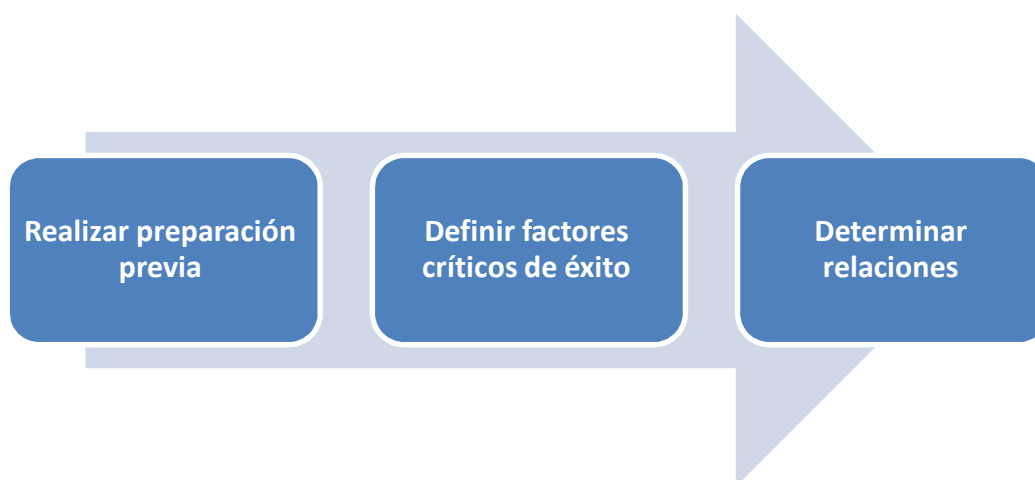 Realizar preparación
previa
Definir factores
críticos de éxito
Determinar
relaciones